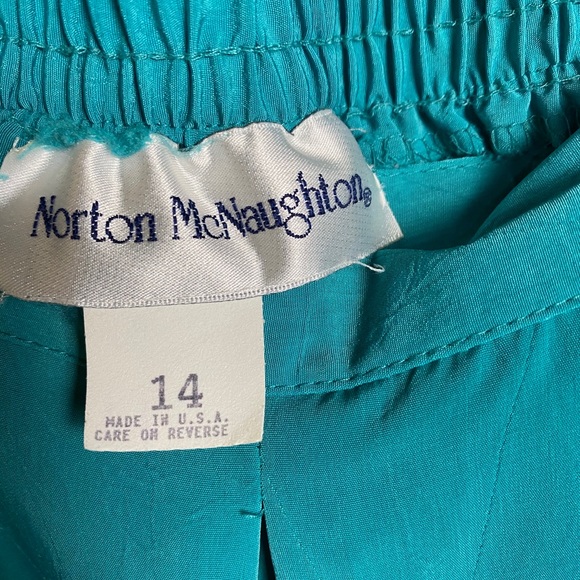 Norton McNaughton®
14
MADE IN U.S.A.
CARE ON REVERSE